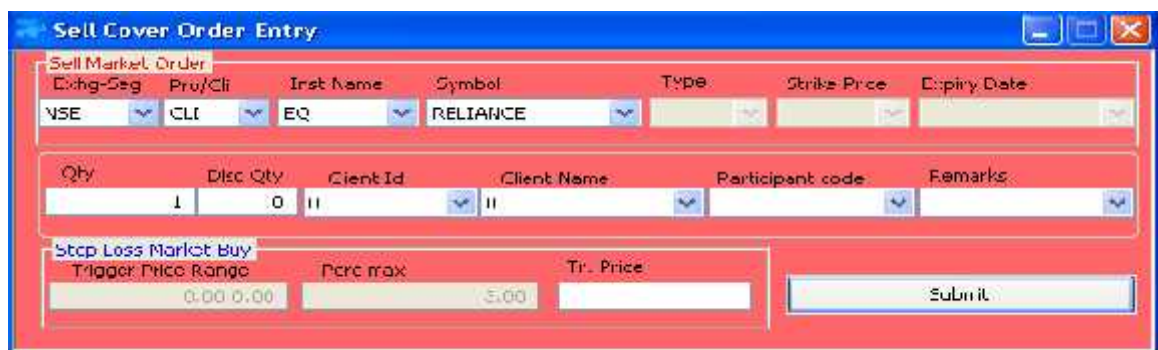 Sell Cover Order Entry
Sell Market Order
Exhg-Seg Pro/Cli Inst Name Symbol Type Strike Price Expiry Date
NSE CLI EQ RELIANCE
Qty Disc Qty Client Id Client Name Participant code Remarks
1 0
Stop Loss Market Buy
Trigger Price Range Perc max Tr. Price
0.00 0.00 Submit